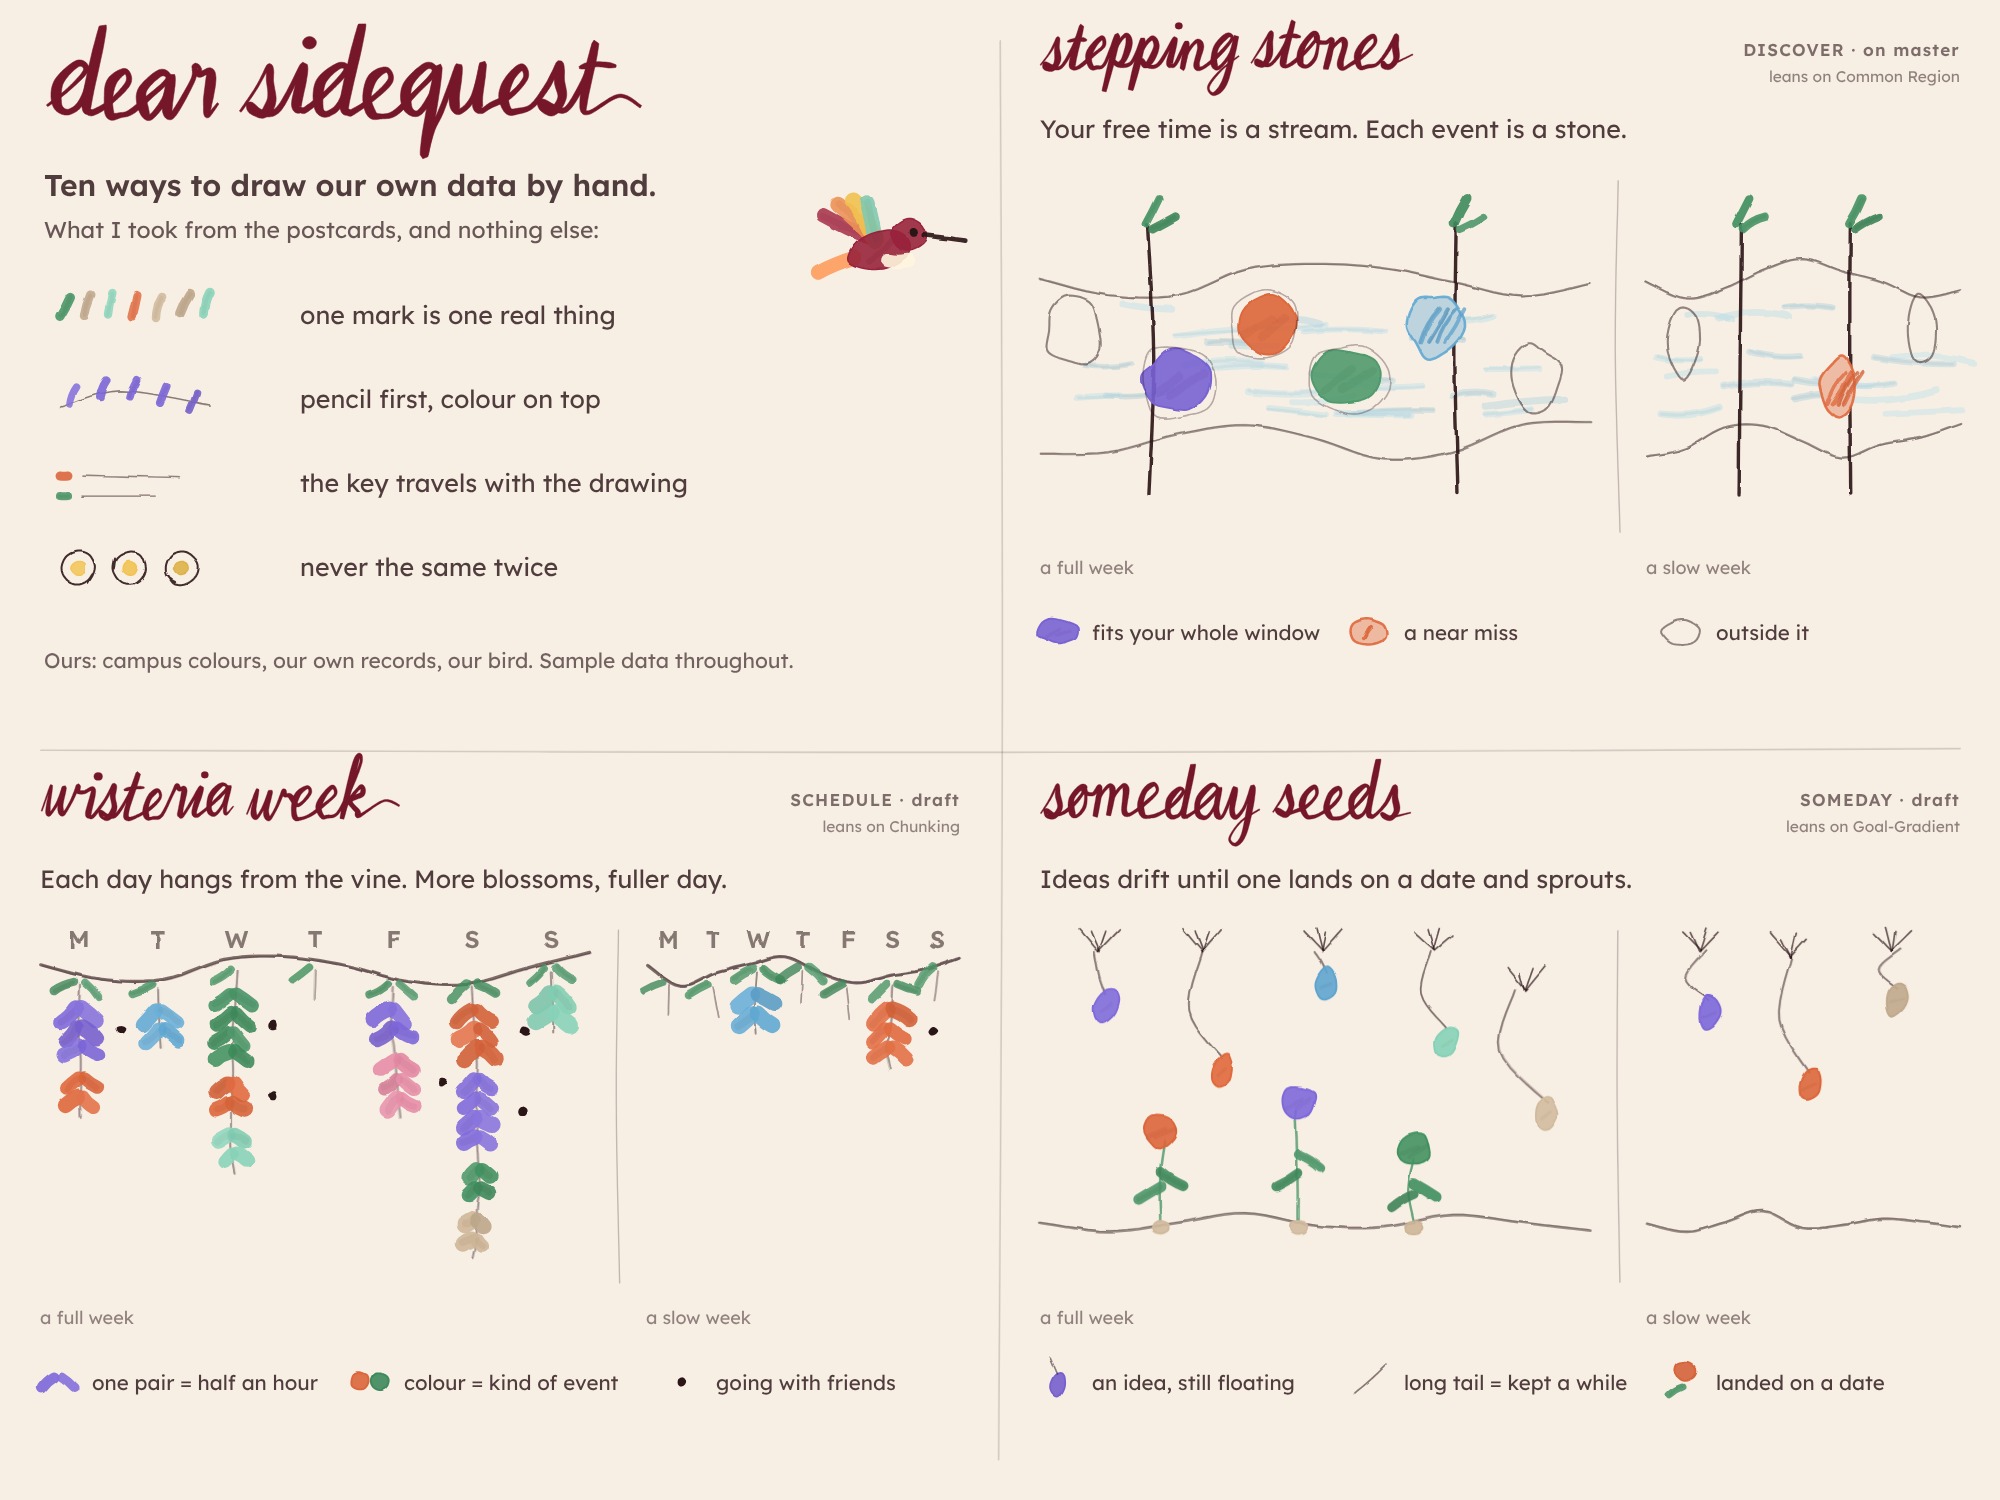 dear sidequest
Ten ways to draw our own data by hand.
What I took from the postcards, and nothing else:
one mark is one real thing
pencil first, colour on top
the key travels with the drawing
never the same twice
Ours: campus colours, our own records, our bird. Sample data throughout.
stepping stones
DISCOVER · on master
leans on Common Region
Your free time is a stream. Each event is a stone.
a full week
a slow week
fits your whole window
a near miss
outside it
wisteria week
SCHEDULE · draft
leans on Chunking
Each day hangs from the vine. More blossoms, fuller day.
M T W T F S S
M T W T F S S
a full week
a slow week
one pair = half an hour
colour = kind of event
going with friends
someday seeds
SOMEDAY · draft
leans on Goal-Gradient
Ideas drift until one lands on a date and sprouts.
a full week
a slow week
an idea, still floating
long tail = kept a while
landed on a date